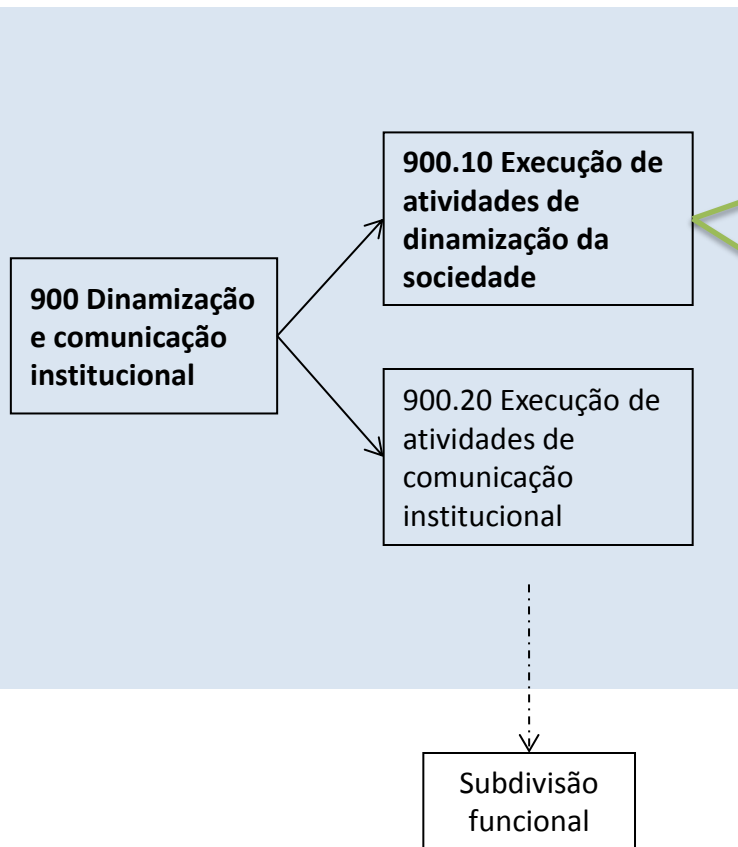 900 Dinamização
e comunicação
institucional
900.10 Execução de
atividades de
dinamização da
sociedade
900.20 Execução de
atividades de
comunicação
institucional
Subdivisão
funcional